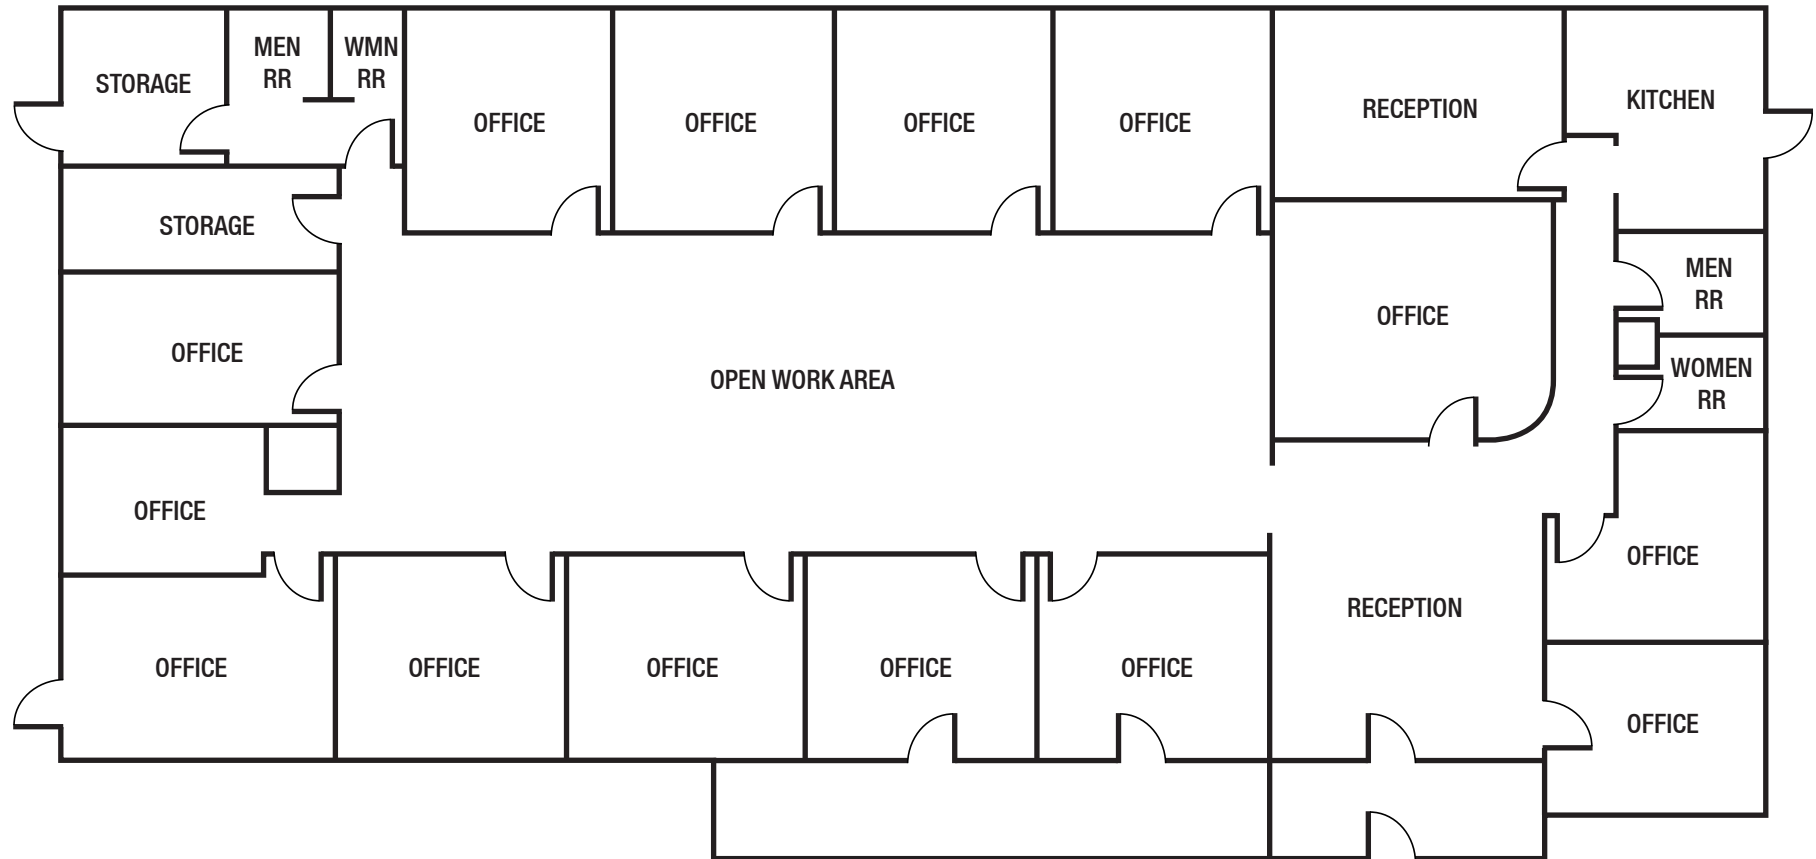 STORAGE
MEN
RR
WMN
RR
OFFICE
OFFICE
OFFICE
OFFICE
RECEPTION
KITCHEN
STORAGE
OFFICE
OPEN WORK AREA
OFFICE
MEN
RR
WOMEN
RR
OFFICE
OFFICE
RECEPTION
OFFICE
OFFICE
OFFICE
OFFICE
OFFICE
OFFICE